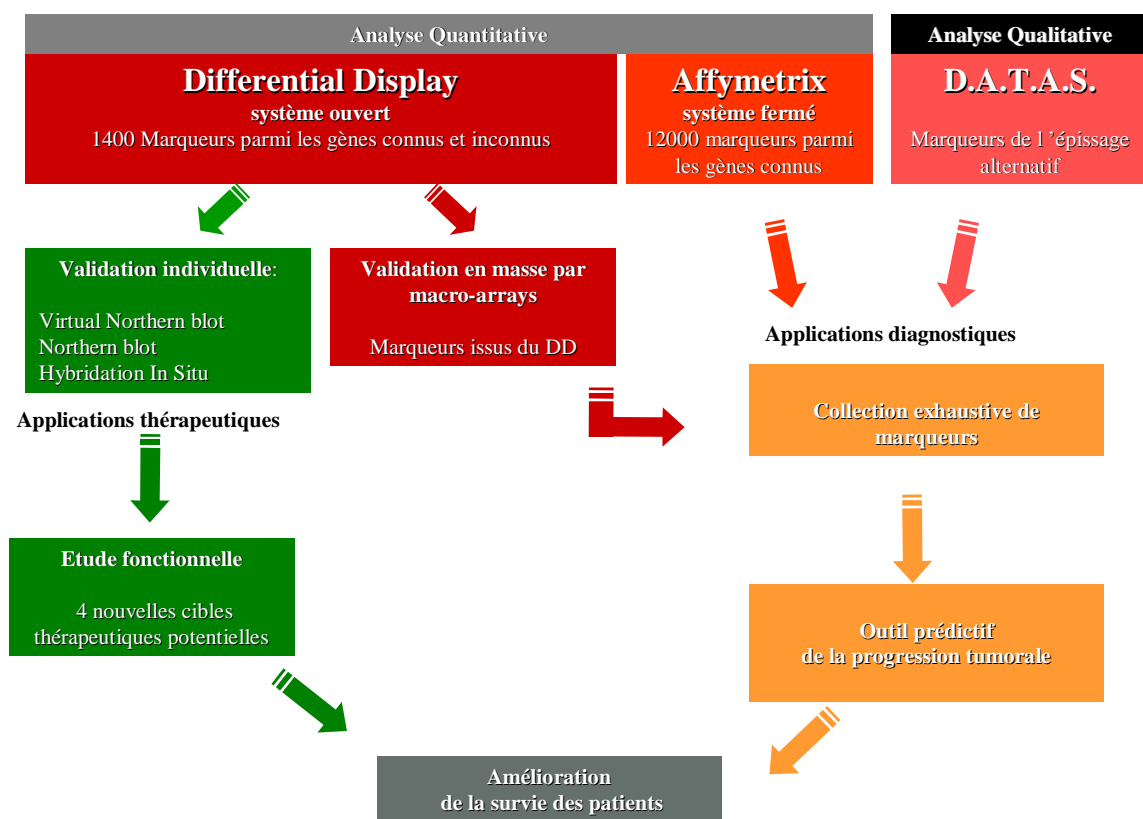 Analyse Quantitative
Analyse Qualitative
Differential Display
système ouvert
1400 Marqueurs parmi les gènes connus et inconnus
Affymetrix
système fermé
12000 marqueurs parmi
les gènes connus
D.A.T.A.S.
Marqueurs de l ’épissage
alternatif
Validation individuelle:
Virtual Northern blot
Northern blot
Hybridation In Situ
Validation en masse par
macro-arrays
Marqueurs issus du DD
Applications diagnostiques
Collection exhaustive de
marqueurs
Applications thérapeutiques
Etude fonctionnelle
4 nouvelles cibles
thérapeutiques potentielles
Outil prédictif
de la progression tumorale
Amélioration
de la survie des patients